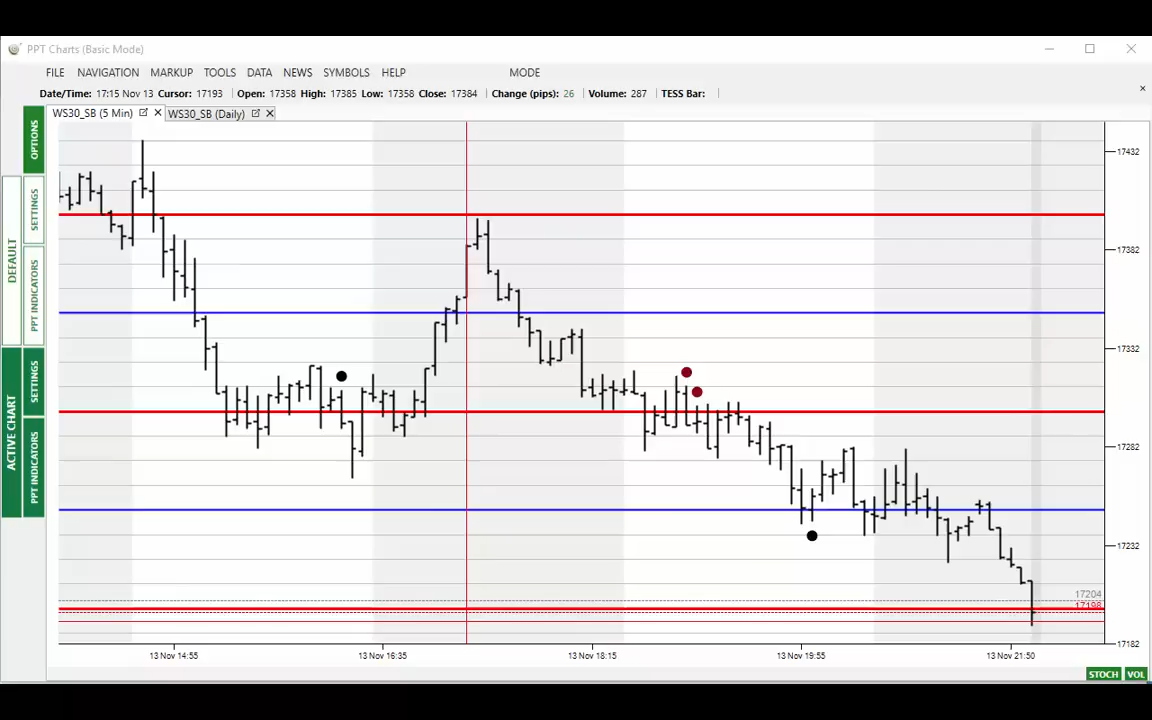 PPT Charts (Basic Mode)
FILE NAVIGATION MARKUP TOOLS DATA NEWS SYMBOLS HELP MODE
Date/Time: 17:15 Nov 13 Cursor: 17193 Open: 17358 High: 17385 Low: 17358 Close: 17384 Change (pips): 26 Volume: 287 TESS Bar:
WS30_SB (5 Min) WS30_SB (Daily)
OPTIONS
SETTINGS
DEFAULT
PPT INDICATORS
SETTINGS
ACTIVE CHART
PPT INDICATORS
17432
17382
17332
17282
17232
17204
17198
17182
13 Nov 14:55 13 Nov 16:35 13 Nov 18:15 13 Nov 19:55 13 Nov 21:50
STOCH VOL